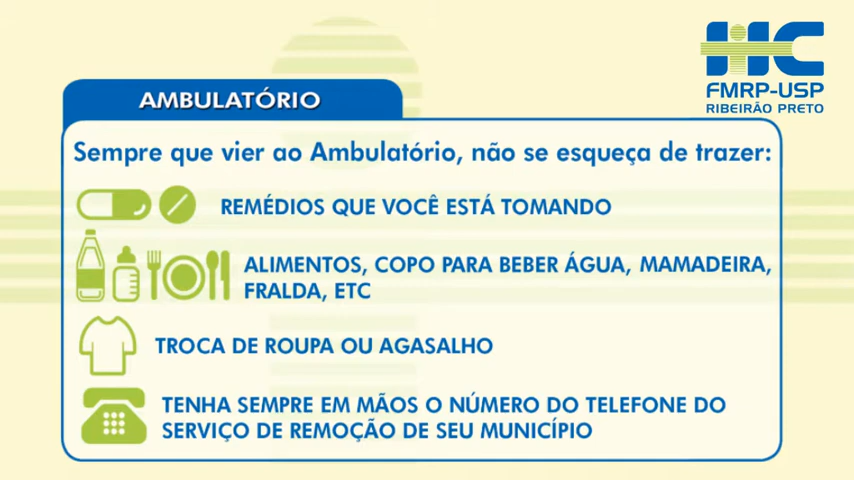 HC
FMRP-USP
RIBEIRÃO PRETO
AMBULATÓRIO
Sempre que vier ao Ambulatório, não se esqueça de trazer:
REMÉDIOS QUE VOCÊ ESTÁ TOMANDO
ALIMENTOS, COPO PARA BEBER ÁGUA, MAMADEIRA,
FRALDA, ETC
TROCA DE ROUPA OU AGASALHO
TENHA SEMPRE EM MÃOS O NÚMERO DO TELEFONE DO
SERVIÇO DE REMOÇÃO DE SEU MUNICÍPIO